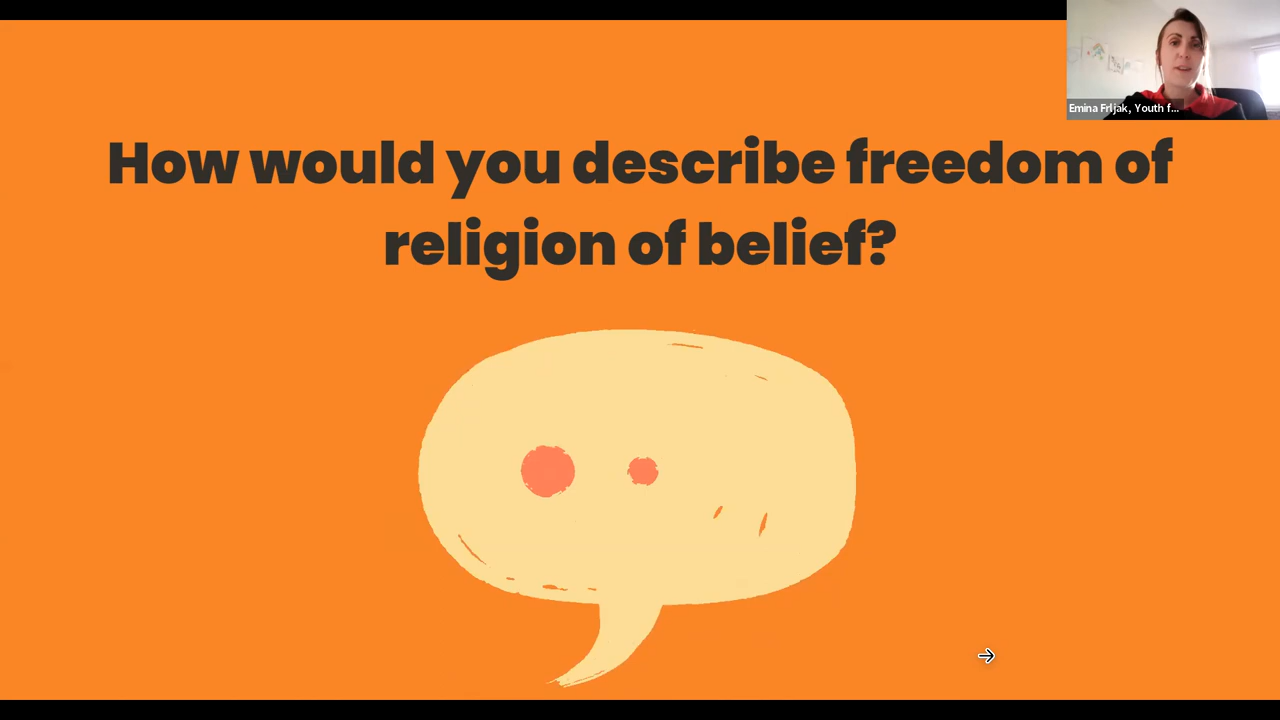 How would you describe freedom of
religion of belief?
Emina Frljak, Youth f...